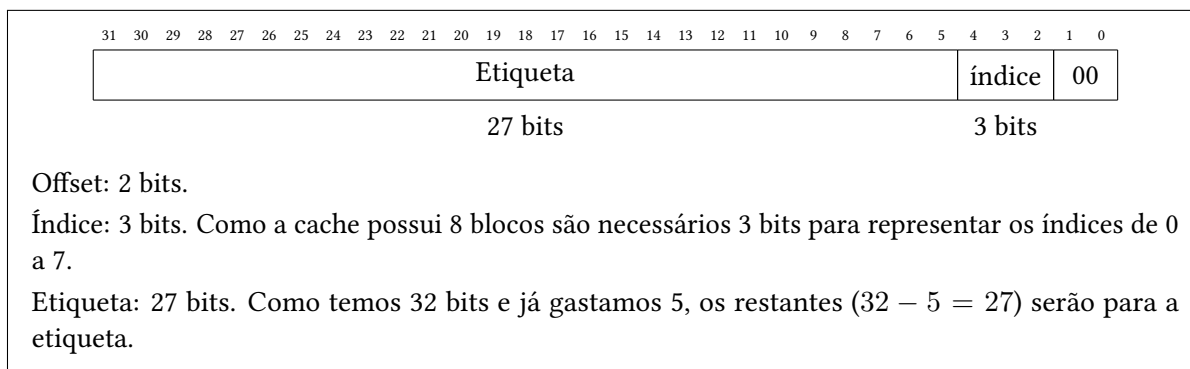 31 30 29 28 27 26 25 24 23 22 21 20 19 18 17 16 15 14 13 12 11 10 9 8 7 6 5 4 3 2 1 0
Etiqueta índice 00
27 bits 3 bits
Offset: 2 bits.
Índice: 3 bits. Como a cache possui 8 blocos são necessários 3 bits para representar os índices de 0
a 7.
Etiqueta: 27 bits. Como temos 32 bits e já gastamos 5, os restantes (32 − 5 = 27) serão para a
etiqueta.